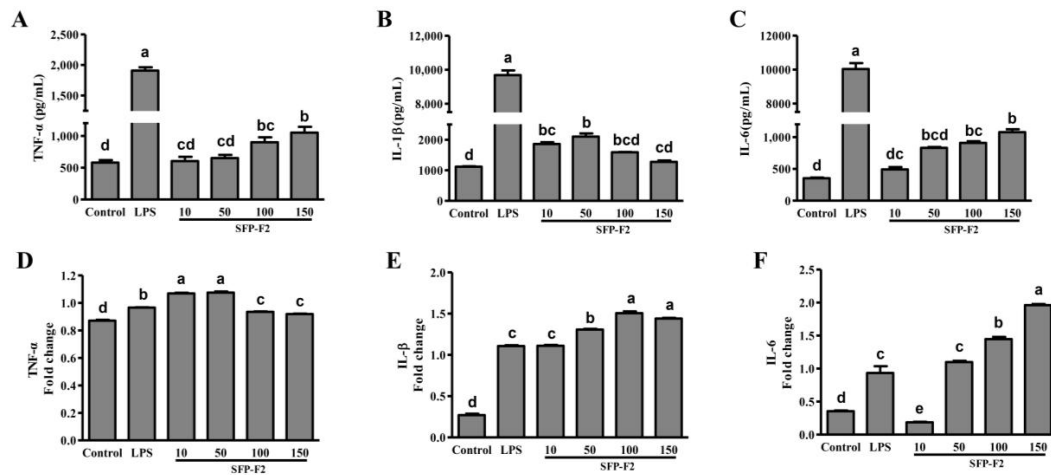 A
TNF-α (pg/mL)
2,500
2,000
1,500
1,000
500
0
d
a
cd
cd
bc
b
Control LPS 10 50 100 150
SFP-F2
B
IL-1β(pg/mL)
12000
10,000
8,000
2000
1000
0
d
a
bc
b
bcd
cd
Control LPS 10 50 100 150
SFP-F2
C
IL-6(pg/mL)
12000
10000
8,000
1,000
500
0
d
a
dc
bcd
bc
b
Control LPS 10 50 100 150
SFP-F2
D
TNF-α
Fold change
1.2
1.0
0.8
0.6
0.4
0.2
0.0
d
b
a
a
c
c
Control LPS 10 50 100 150
SFP-F2
E
IL-β
Fold change
2.0
1.5
1.0
0.5
0.0
d
c
c
b
a
a
Control LPS 10 50 100 150
SFP-F2
F
IL-6
Fold change
2.5
2.0
1.5
1.0
0.5
0.0
d
c
e
c
b
a
Control LPS 10 50 100 150
SFP-F2